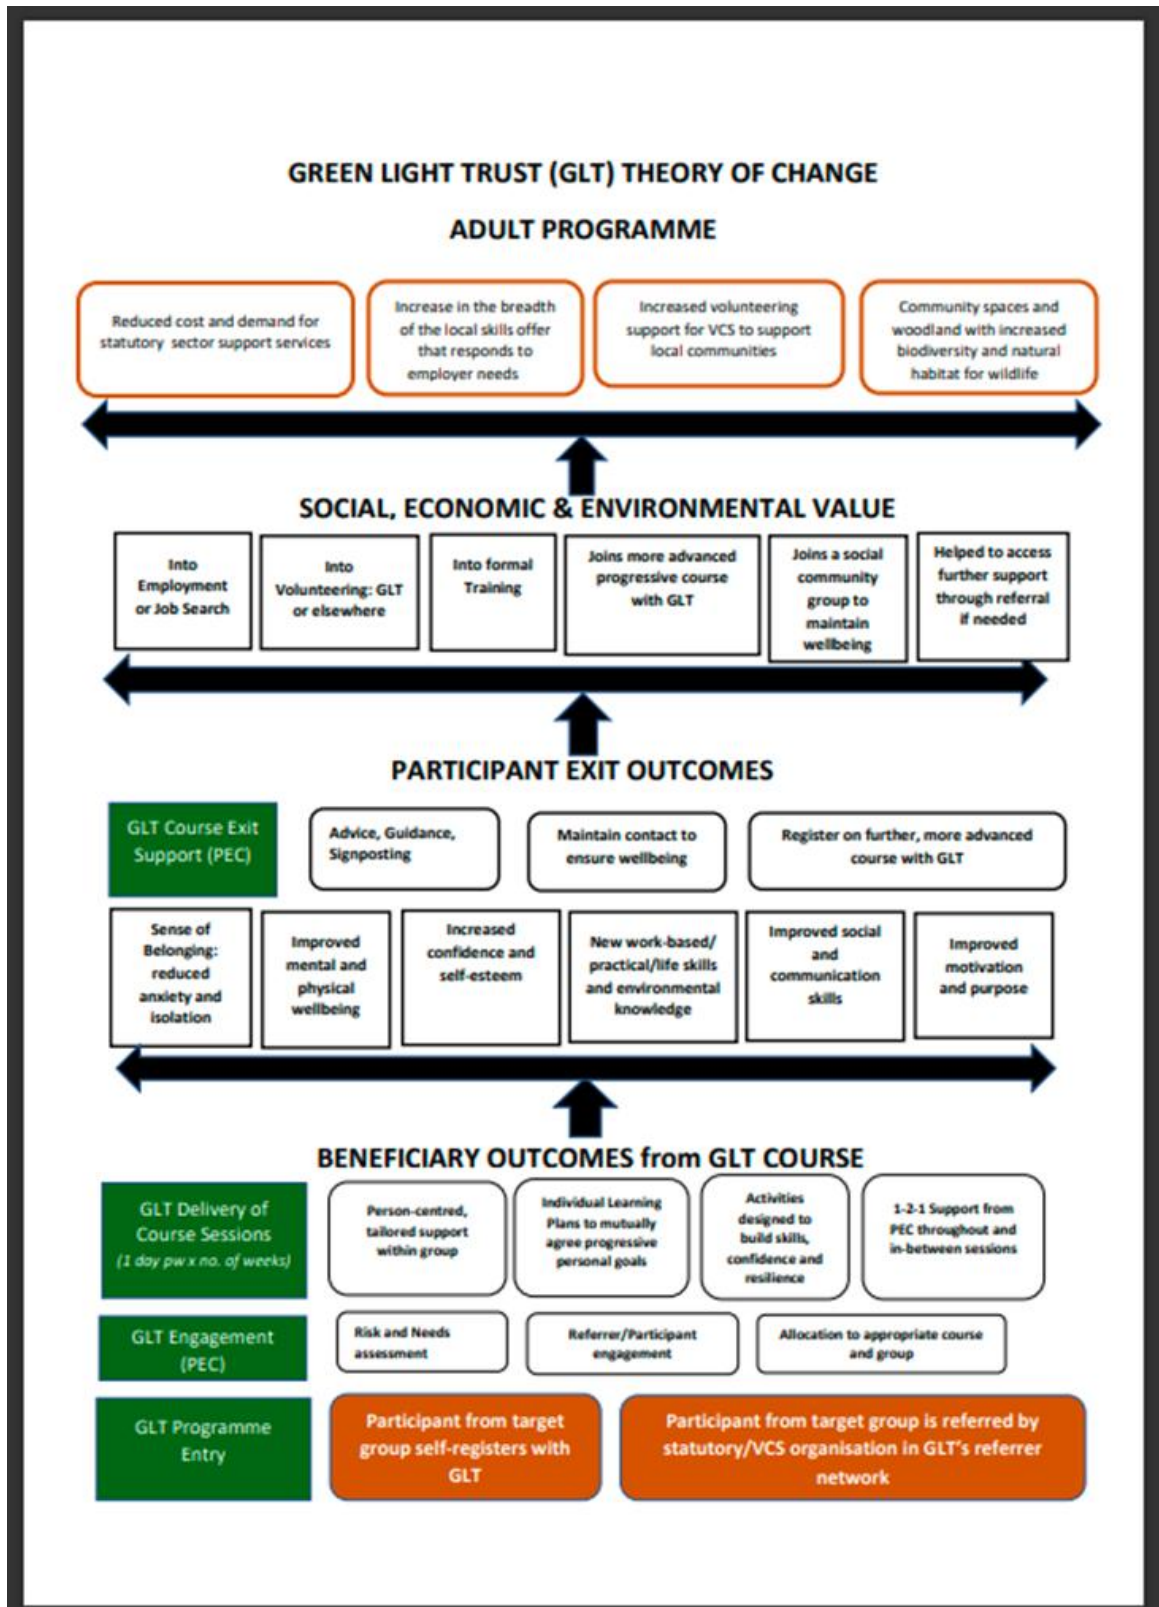 GREEN LIGHT TRUST (GLT) THEORY OF CHANGE
ADULT PROGRAMME
Reduced cost and demand for
statutory sector support services
Increase in the breadth
of the local skills offer
that responds to
employer needs
Increased volunteering
support for VCS to support
local communities
Community spaces and
woodland with increased
biodiversity and natural
habitat for wildlife
SOCIAL, ECONOMIC & ENVIRONMENTAL VALUE
Into
Employment
or Job Search
Into
Volunteering: GLT
or elsewhere
Into formal
Training
Joins more advanced
progressive course
with GLT
Joins a social
community
group to
maintain
wellbeing
Helped to access
further support
through referral
if needed
PARTICIPANT EXIT OUTCOMES
GLT Course Exit
Support (PEC)
Advice, Guidance,
Signposting
Maintain contact to
ensure wellbeing
Register on further, more advanced
course with GLT
Sense of
Belonging:
reduced
anxiety and
isolation
Improved
mental and
physical
wellbeing
Increased
confidence and
self-esteem
New work-based/
practical/life skills
and environmental
knowledge
Improved social
and
communication
skills
Improved
motivation
and purpose
BENEFICIARY OUTCOMES from GLT COURSE
GLT Delivery of
Course Sessions
(1 day pw x no. of weeks)
Person-centred,
tailored support
within group
Individual Learning
Plans to mutually
agree progressive
personal goals
Activities
designed to
build skills,
confidence and
resilience
1-2-1 Support from
PEC throughout and
in-between sessions
GLT Engagement
(PEC)
Risk and Needs
assessment
Referrer/Participant
engagement
Allocation to appropriate course
and group
GLT Programme
Entry
Participant from target
group self-registers with
GLT
Participant from target group is referred by
statutory/VCS organisation in GLT's referrer
network